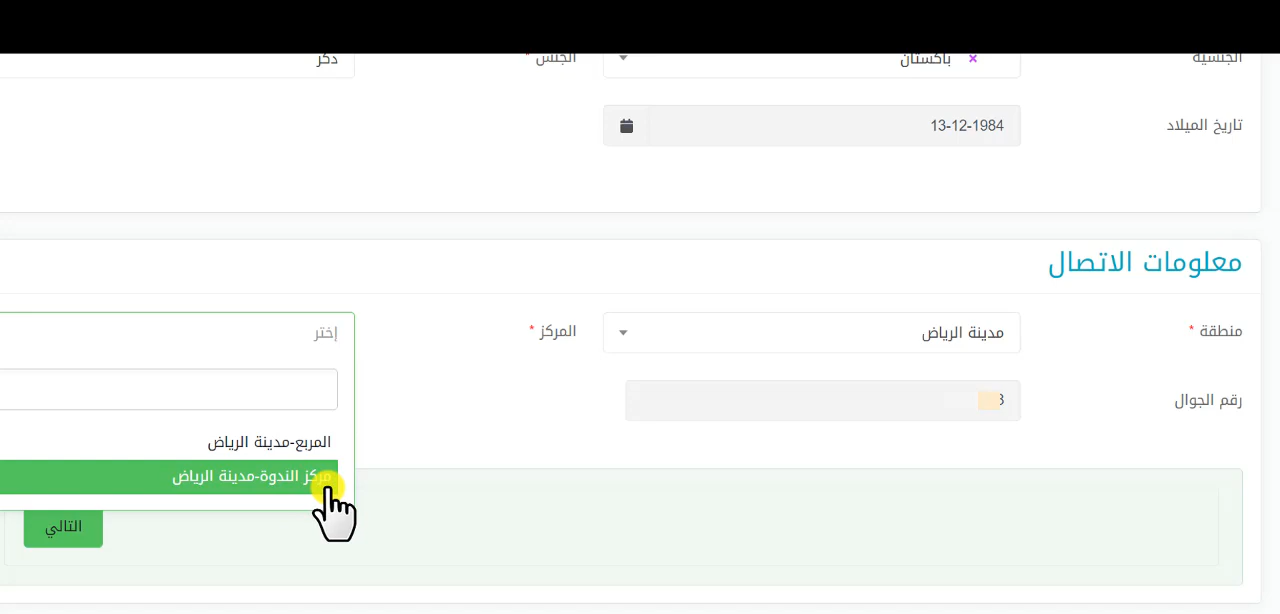 الجنسية × باكستان الجنس * ذكر
تاريخ الميلاد 13-12-1984
معلومات الاتصال
منطقة * مدينة الرياض المركز * إختر
رقم الجوال 3
المربع-مدينة الرياض
مركز الندوة-مدينة الرياض
التالي